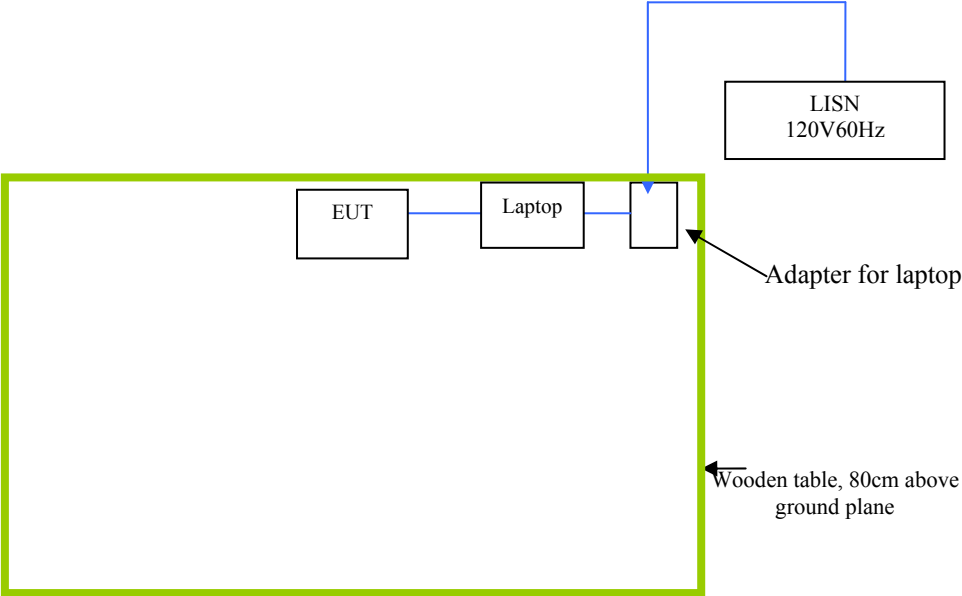 LISN
120V60Hz
EUT
Laptop
Adapter for laptop
Wooden table, 80cm above
ground plane